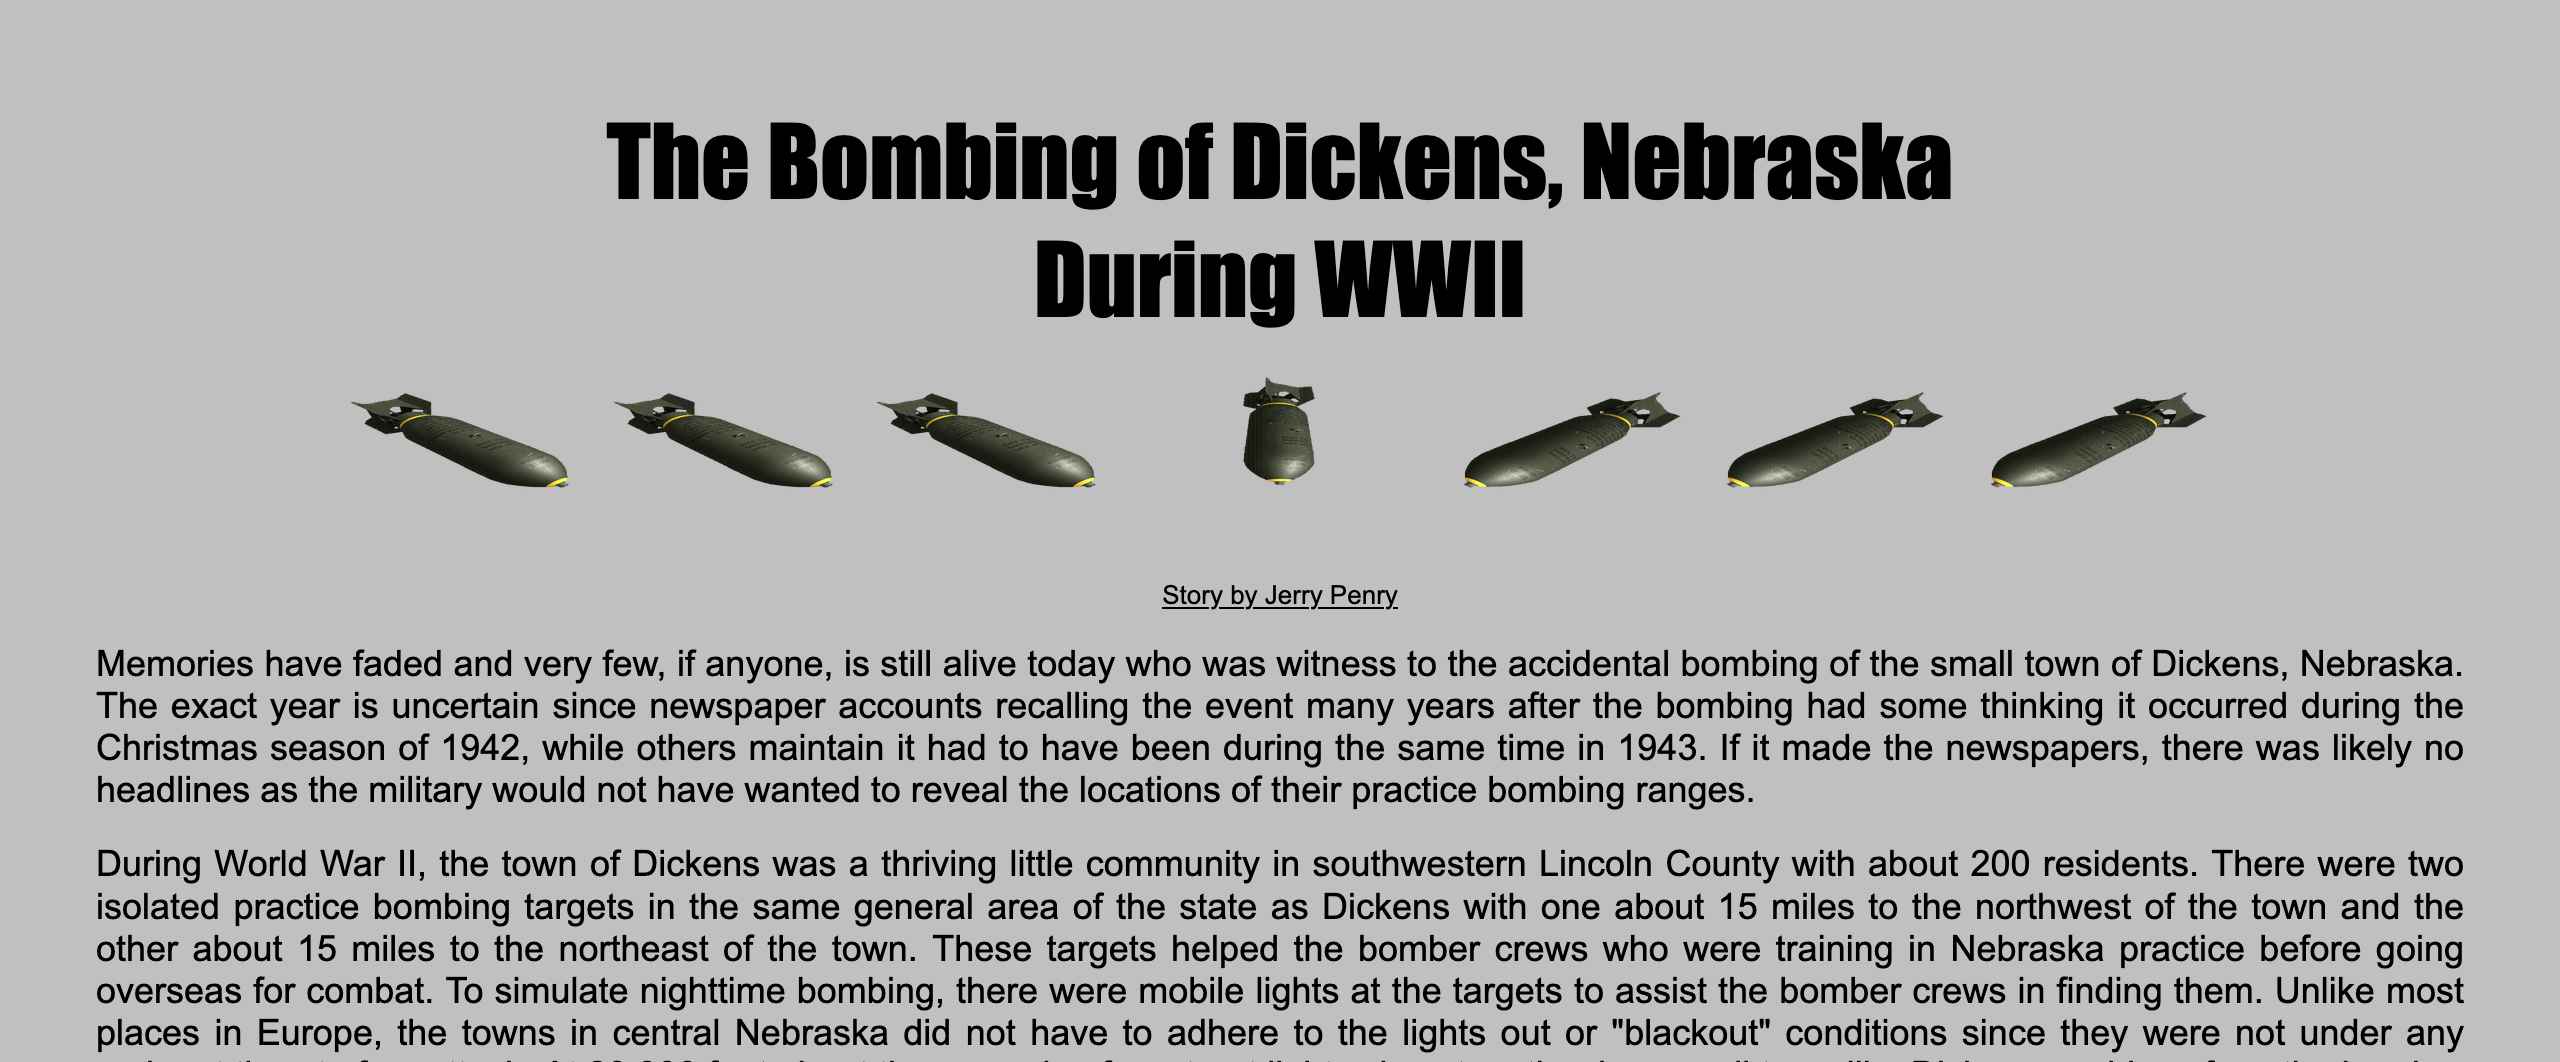 The Bombing of Dickens, Nebraska
During WWII
Story by Jerry Penry
Memories have faded and very few, if anyone, is still alive today who was witness to the accidental bombing of the small town of Dickens, Nebraska.
The exact year is uncertain since newspaper accounts recalling the event many years after the bombing had some thinking it occurred during the
Christmas season of 1942, while others maintain it had to have been during the same time in 1943. If it made the newspapers, there was likely no
headlines as the military would not have wanted to reveal the locations of their practice bombing ranges.
During World War II, the town of Dickens was a thriving little community in southwestern Lincoln County with about 200 residents. There were two
isolated practice bombing targets in the same general area of the state as Dickens with one about 15 miles to the northwest of the town and the
other about 15 miles to the northeast of the town. These targets helped the bomber crews who were training in Nebraska practice before going
overseas for combat. To simulate nighttime bombing, there were mobile lights at the targets to assist the bomber crews in finding them. Unlike most
places in Europe, the towns in central Nebraska did not have to adhere to the lights out or "blackout" conditions since they were not under any